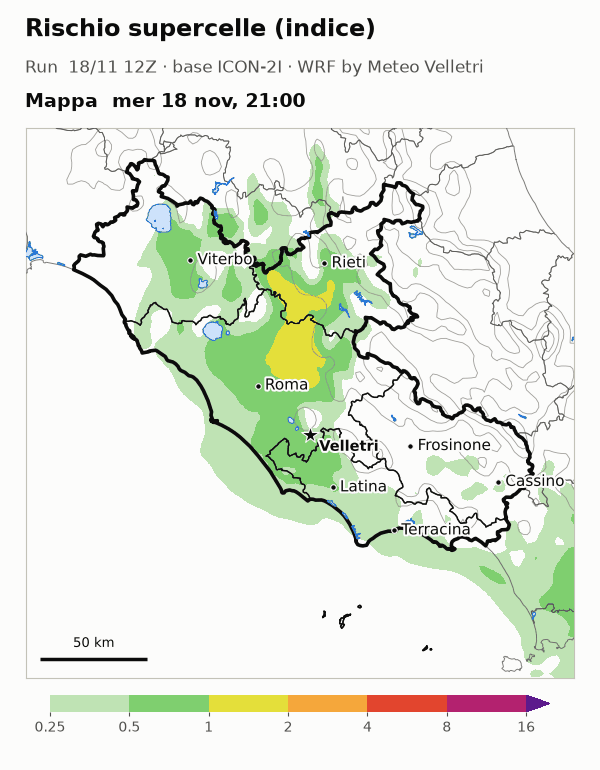 Rischio supercelle (indice)
Run  18/11 12Z · base ICON-2I · WRF by Meteo Velletri
Mappa  mer 18 nov, 21:00
Viterbo
Rieti
Roma
Velletri
Frosinone
Cassino
Latina
Terracina
50 km
0.25 0.5 1 2 4 8 16